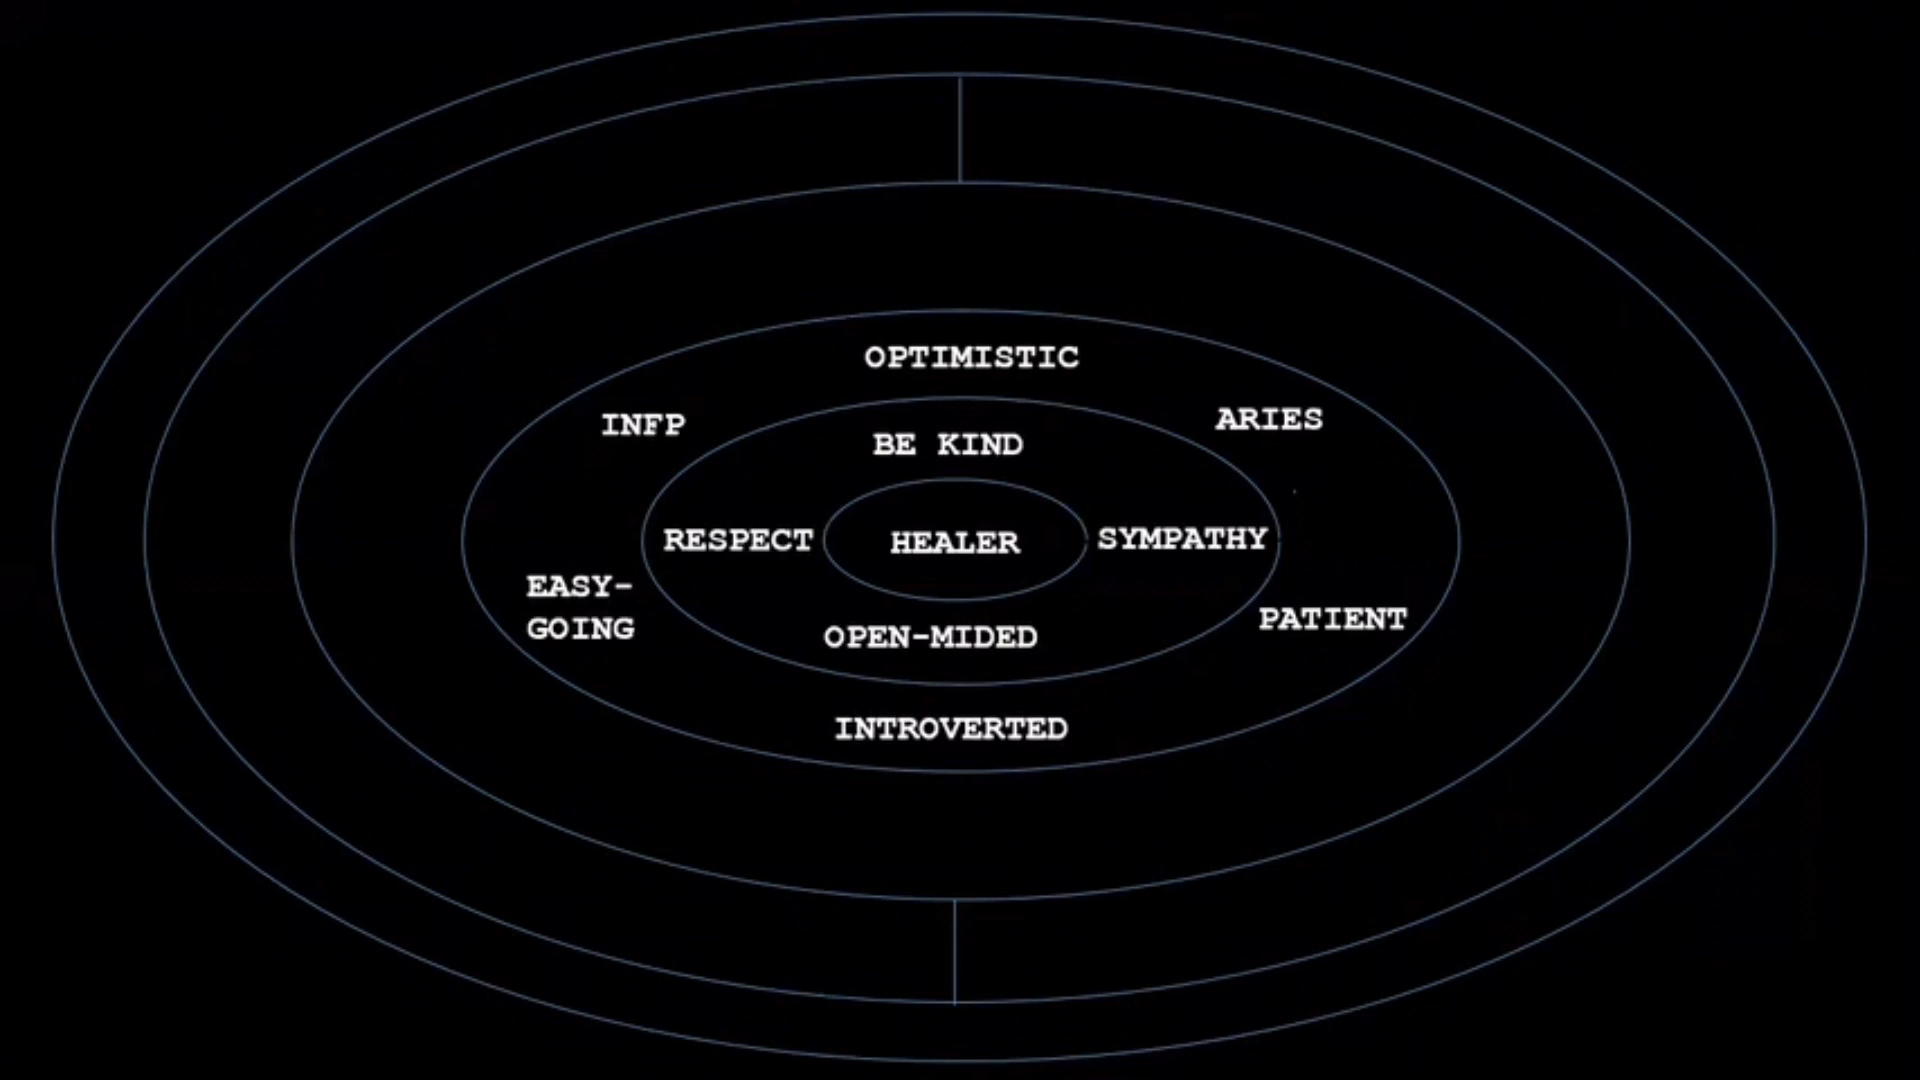 OPTIMISTIC
INFP
ARIES
BE KIND
RESPECT
HEALER
SYMPATHY
EASY-
GOING
PATIENT
OPEN-MIDED
INTROVERTED